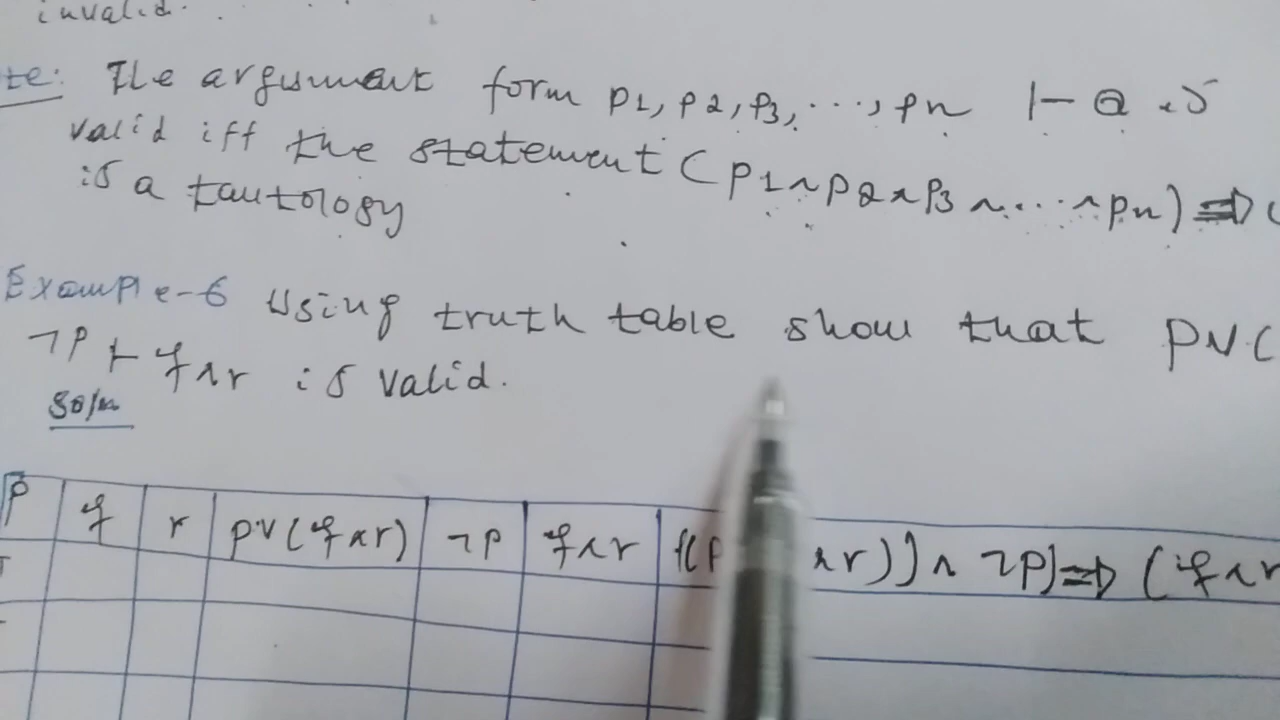 invalid.
te: The argument form p1, p2, p3, ..., pn ⊢ Q is
valid iff the statement (p1 ∧ p2 ∧ p3 ∧ .... ∧ pn) ⇒ (
is a tautology
Example-6 Using truth table show that p∨(
¬p ⊢ q∧r is valid.
Soln
p q r p∨(q∧r) ¬p q∧r [(p ∧r))∧ ¬p] ⇒ (q∧r
T